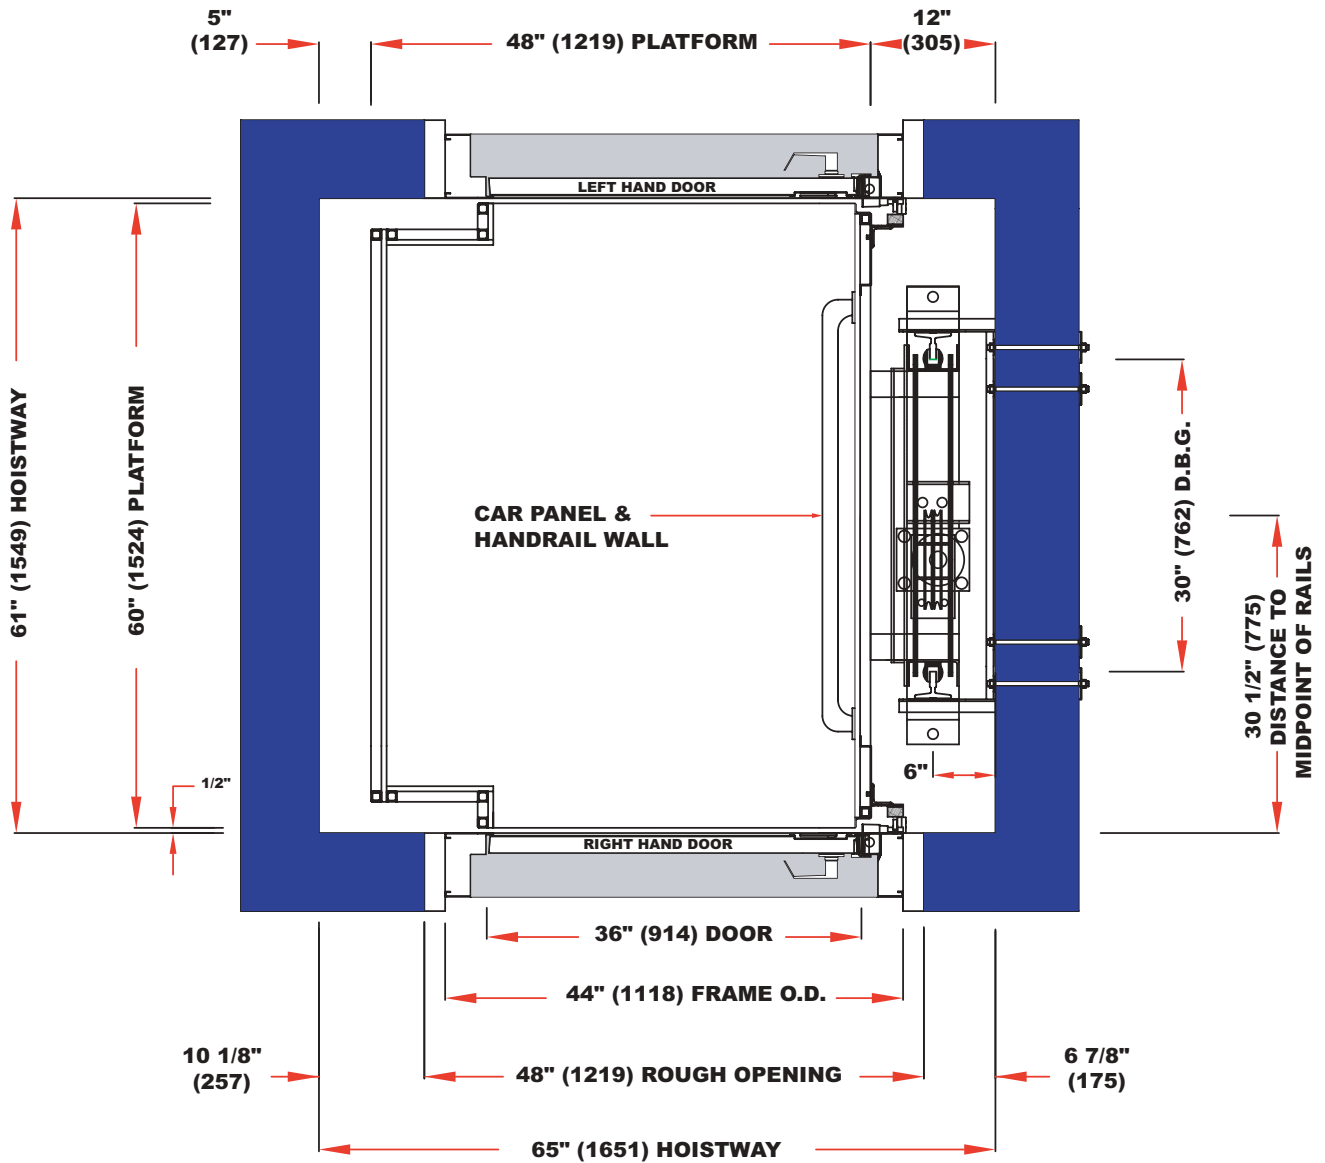 5"
(127)
48" (1219) PLATFORM
12"
(305)
LEFT HAND DOOR
61" (1549) HOISTWAY
60" (1524) PLATFORM
CAR PANEL &
HANDRAIL WALL
30" (762) D.B.G.
30 1/2" (775)
DISTANCE TO
MIDPOINT OF RAILS
6"
1/2"
RIGHT HAND DOOR
36" (914) DOOR
44" (1118) FRAME O.D.
10 1/8"
(257)
48" (1219) ROUGH OPENING
6 7/8"
(175)
65" (1651) HOISTWAY